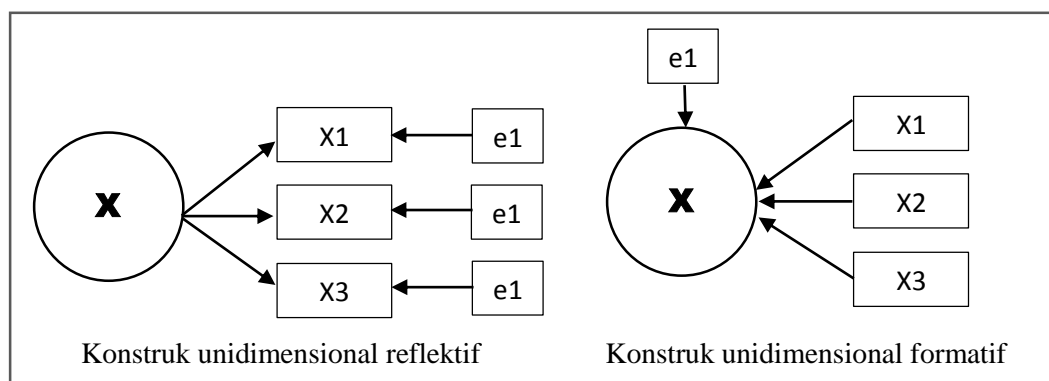 e1
X
X1
e1
X2
e1
X3
e1
Konstruk unidimensional reflektif
X
X1
X2
X3
Konstruk unidimensional formatif